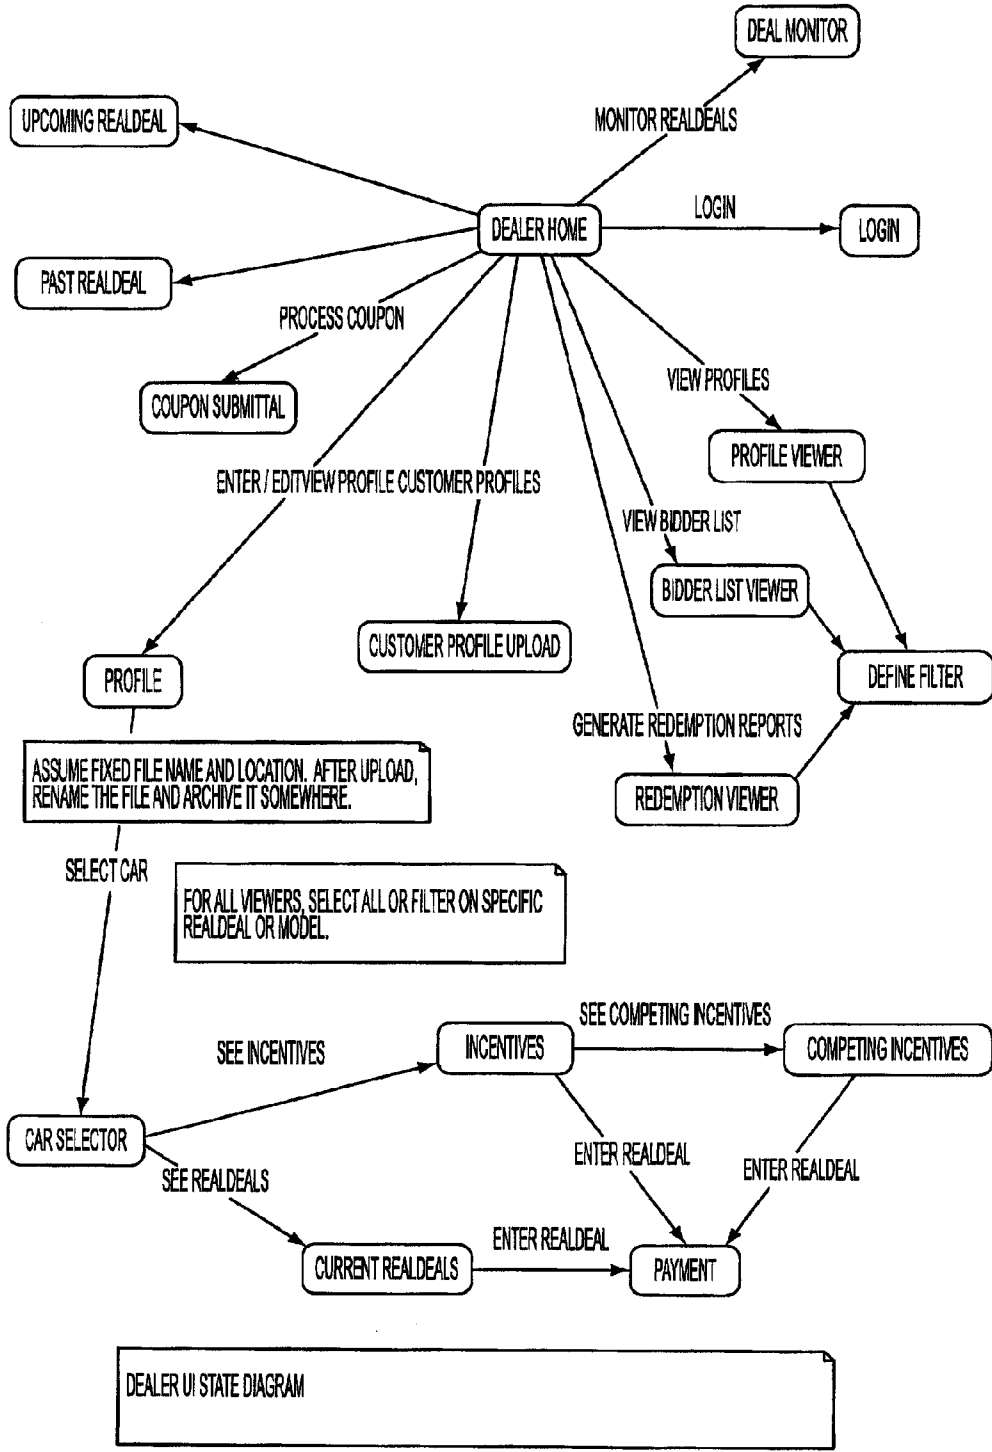 DEAL MONITOR
UPCOMING REALDEAL
MONITOR REALDEALS
LOGIN
DEALER HOME
LOGIN
PAST REALDEAL
PROCESS COUPON
VIEW PROFILES
COUPON SUBMITTAL
PROFILE VIEWER
ENTER / EDITVIEW PROFILE CUSTOMER PROFILES
VIEW BIDDER LIST
BIDDER LIST VIEWER
CUSTOMER PROFILE UPLOAD
PROFILE
DEFINE FILTER
GENERATE REDEMPTION REPORTS
ASSUME FIXED FILE NAME AND LOCATION. AFTER UPLOAD,
RENAME THE FILE AND ARCHIVE IT SOMEWHERE.
REDEMPTION VIEWER
SELECT CAR
FOR ALL VIEWERS, SELECT ALL OR FILTER ON SPECIFIC
REALDEAL OR MODEL.
SEE COMPETING INCENTIVES
SEE INCENTIVES
INCENTIVES
COMPETING INCENTIVES
CAR SELECTOR
ENTER REALDEAL
ENTER REALDEAL
SEE REALDEALS
ENTER REALDEAL
CURRENT REALDEALS
PAYMENT
DEALER UI STATE DIAGRAM